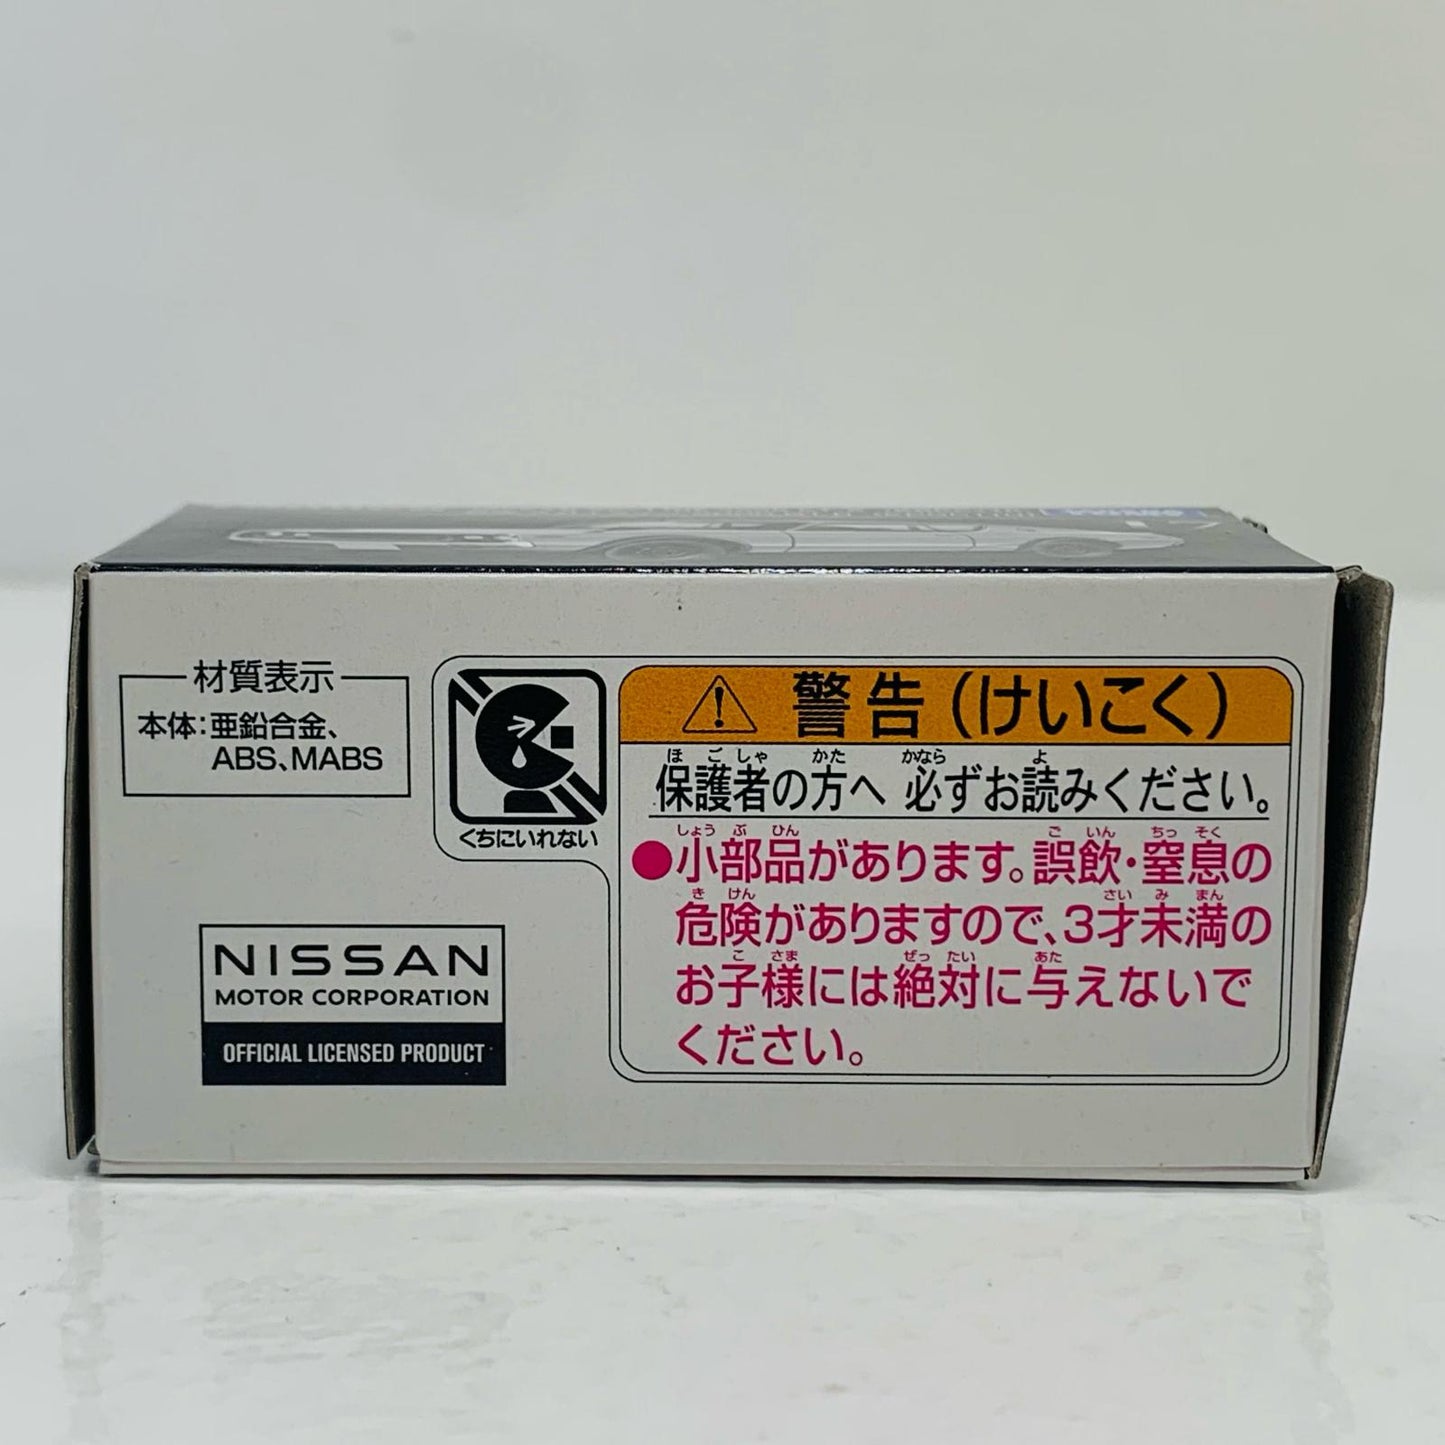 材質表示
本体:亜鉛合金、
ABS、MABS
くちにいれない
NISSAN
MOTOR CORPORATION
OFFICIAL LICENSED PRODUCT
警告(けいこく)
ほごしゃ かた かなら よ
保護者の方へ 必ずお読みください。
しょうぶひん ごいん ちっそく
●小部品があります。誤飲・窒息の
きけん さいみまん
危険がありますので、3才未満の
こさま ぜったい あた
お子様には絶対に与えないで
ください。